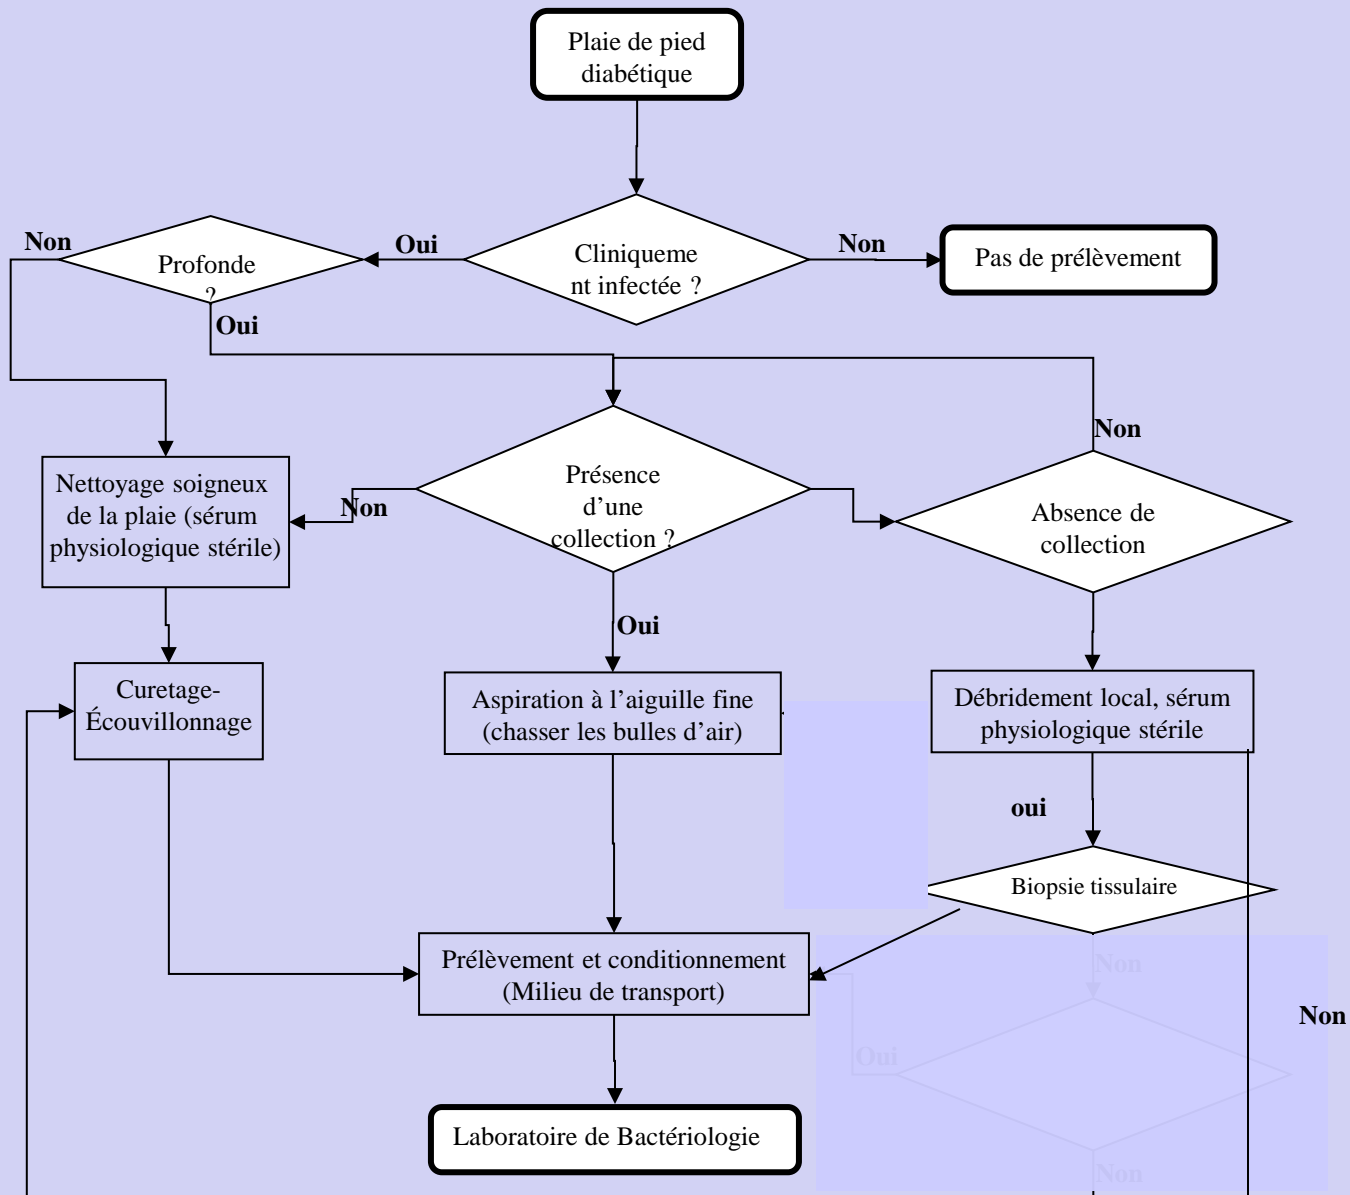 Plaie de pied
diabétique
Non
Profonde
?
Oui
Cliniqueme
nt infectée ?
Non
Pas de prélèvement
Oui
Non
Nettoyage soigneux
de la plaie (sérum
physiologique stérile)
Non
Présence
d’une
collection ?
Absence de
collection
Oui
Curetage-
Écouvillonnage
Aspiration à l’aiguille fine
(chasser les bulles d’air)
Débridement local, sérum
physiologique stérile
oui
Biopsie tissulaire
Prélèvement et conditionnement
(Milieu de transport)
Non
Non
Oui
Laboratoire de Bactériologie
Non